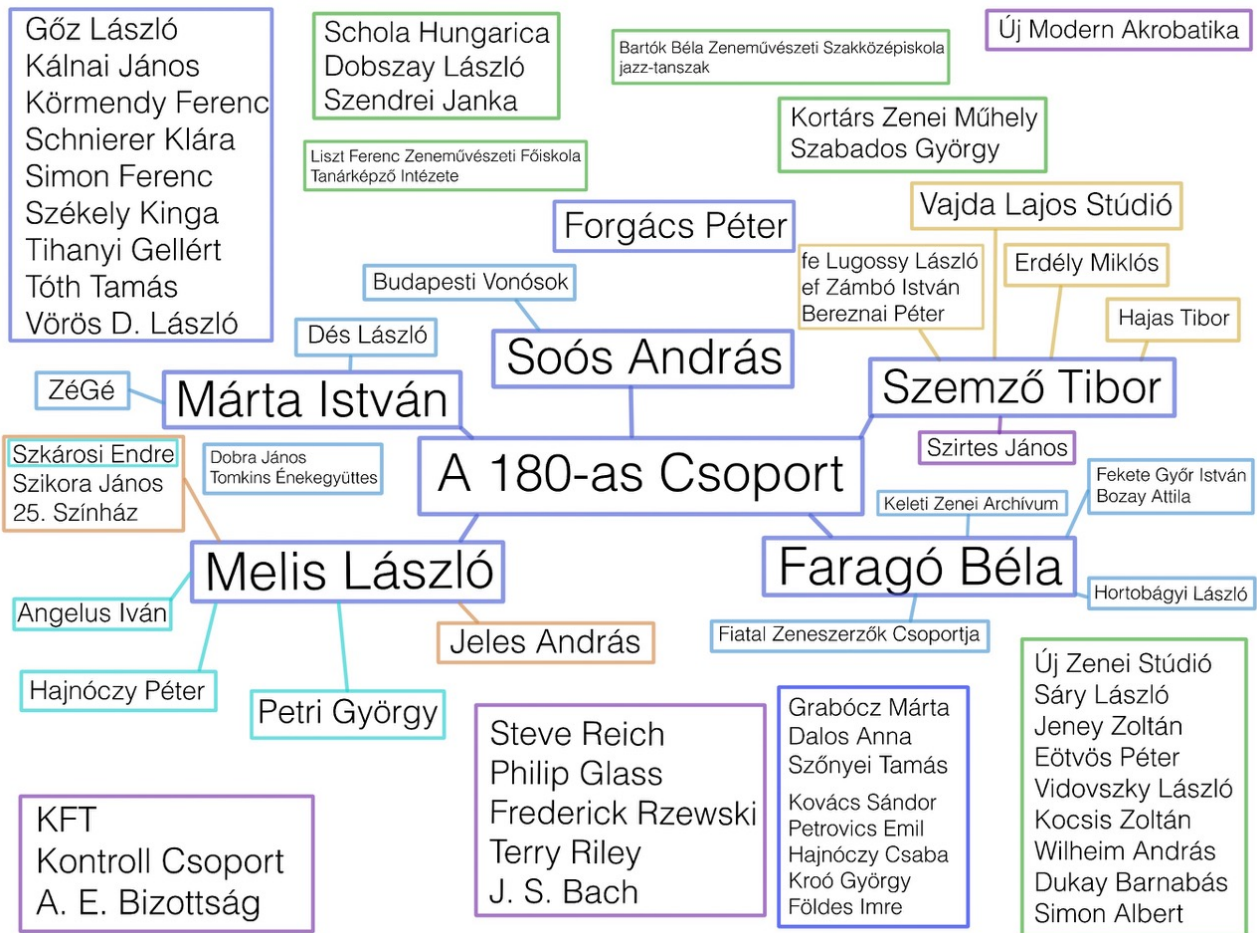 Gőz László
Kálnai János
Körmendy Ferenc
Schnierer Klára
Simon Ferenc
Székely Kinga
Tihanyi Gellért
Tóth Tamás
Vörös D. László
Schola Hungarica
Dobszay László
Szendrei Janka
Bartók Béla Zeneművészeti Szakközépiskola
jazz-tanszak
Új Modern Akrobatika
Kortárs Zenei Műhely
Szabados György
Liszt Ferenc Zeneművészeti Főiskola
Tanárképző Intézete
Vajda Lajos Stúdió
Forgács Péter
fe Lugossy László
ef Zámbó István
Bereznai Péter
Erdély Miklós
Hajas Tibor
Budapesti Vonósok
Dés László
Soós András
Szemző Tibor
ZéGé
Márta István
Szirtes János
Szkárosi Endre
Szikora János
25. Színház
Dobra János
Tomkins Énekegyüttes
A 180-as Csoport
Keleti Zenei Archívum
Fekete Győr István
Bozay Attila
Melis László
Faragó Béla
Hortobágyi László
Angelus Iván
Jeles András
Fiatal Zeneszerzők Csoportja
Hajnóczy Péter
Petri György
Steve Reich
Philip Glass
Frederick Rzewski
Terry Riley
J. S. Bach
Grabócz Márta
Dalos Anna
Szőnyei Tamás
Kovács Sándor
Petrovics Emil
Hajnóczy Csaba
Kroó György
Földes Imre
Új Zenei Stúdió
Sáry László
Jeney Zoltán
Eötvös Péter
Vidovszky László
Kocsis Zoltán
Wilheim András
Dukay Barnabás
Simon Albert
KFT
Kontroll Csoport
A. E. Bizottság